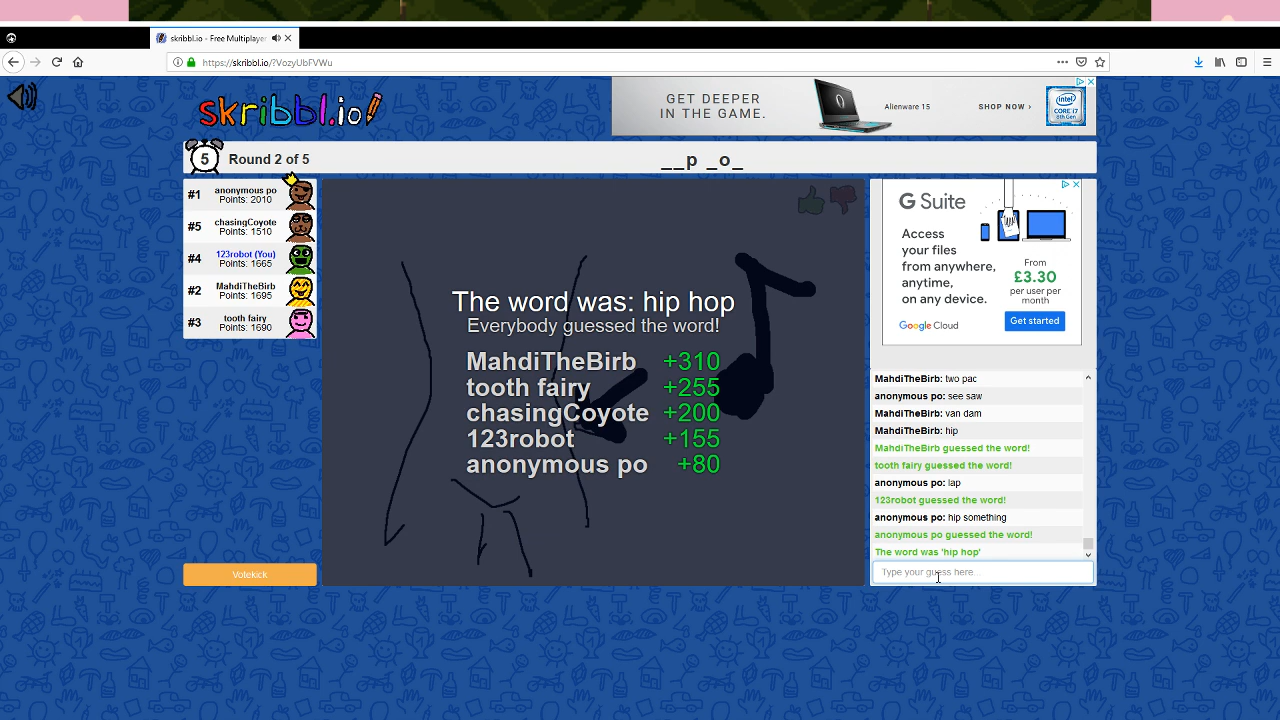 skribbl.io - Free Multiplayer
https://skribbl.io/?VozyUbFVWu
skribbl.io
GET DEEPER
IN THE GAME.
Alienware 15
SHOP NOW ›
intel
CORE i7
8th Gen
5
Round 2 of 5
__p _o_
#1
anonymous po
Points: 2010
#5
chasingCoyote
Points: 1510
#4
123robot (You)
Points: 1665
#2
MahdiTheBirb
Points: 1695
#3
tooth fairy
Points: 1690
Votekick
The word was: hip hop
Everybody guessed the word!
MahdiTheBirb +310
tooth fairy +255
chasingCoyote +200
123robot +155
anonymous po +80
G Suite
Access
your files
from anywhere,
anytime,
on any device.
From
£3.30
per user per
month
Google Cloud
Get started
MahdiTheBirb: two pac
anonymous po: see saw
MahdiTheBirb: van dam
MahdiTheBirb: hip
MahdiTheBirb guessed the word!
tooth fairy guessed the word!
anonymous po: lap
123robot guessed the word!
anonymous po: hip something
anonymous po guessed the word!
The word was 'hip hop'
Type your guess here...